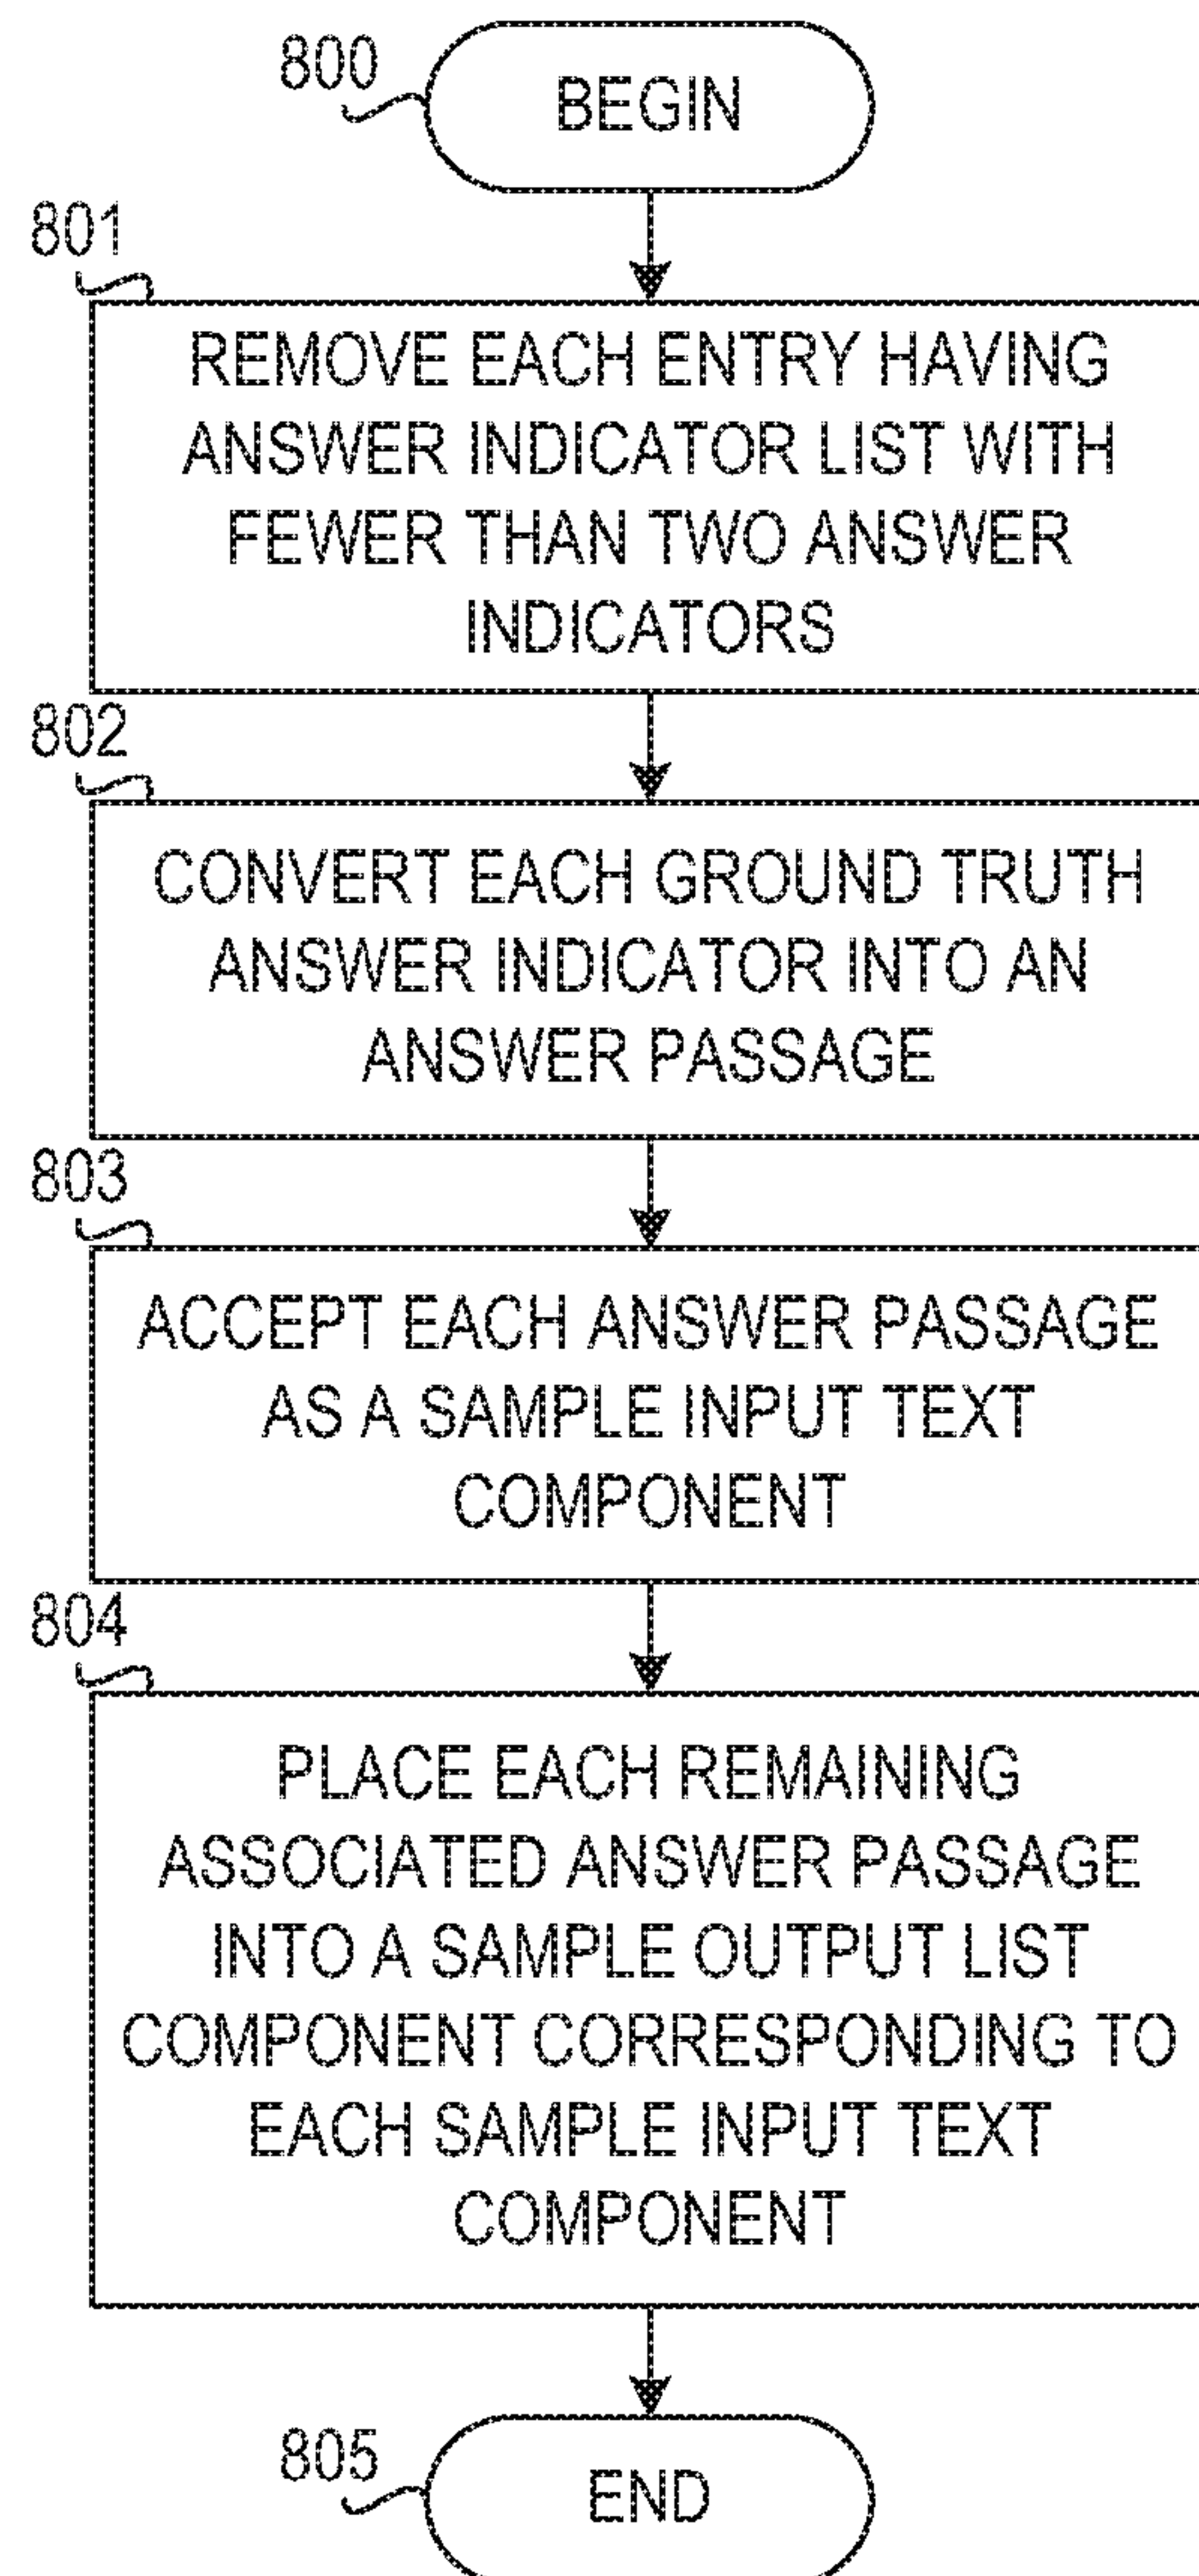 800
BEGIN
801
REMOVE EACH ENTRY HAVING
ANSWER INDICATOR LIST WITH
FEWER THAN TWO ANSWER
INDICATORS
802
CONVERT EACH GROUND TRUTH
ANSWER INDICATOR INTO AN
ANSWER PASSAGE
803
ACCEPT EACH ANSWER PASSAGE
AS A SAMPLE INPUT TEXT
COMPONENT
804
PLACE EACH REMAINING
ASSOCIATED ANSWER PASSAGE
INTO A SAMPLE OUTPUT LIST
COMPONENT CORRESPONDING TO
EACH SAMPLE INPUT TEXT
COMPONENT
805
END